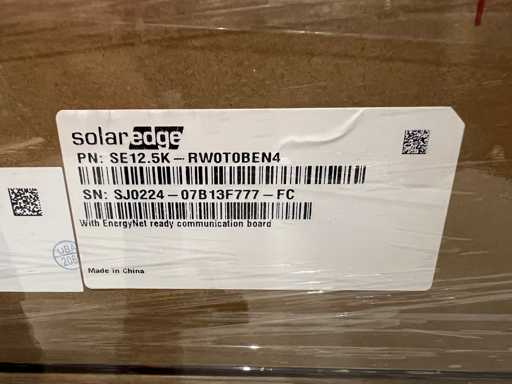 solaredge
PN: SE12.5K-RW0T0BEN4
SN: SJ0224-07B13F777-FC
With EnergyNet ready communication board
Made in China